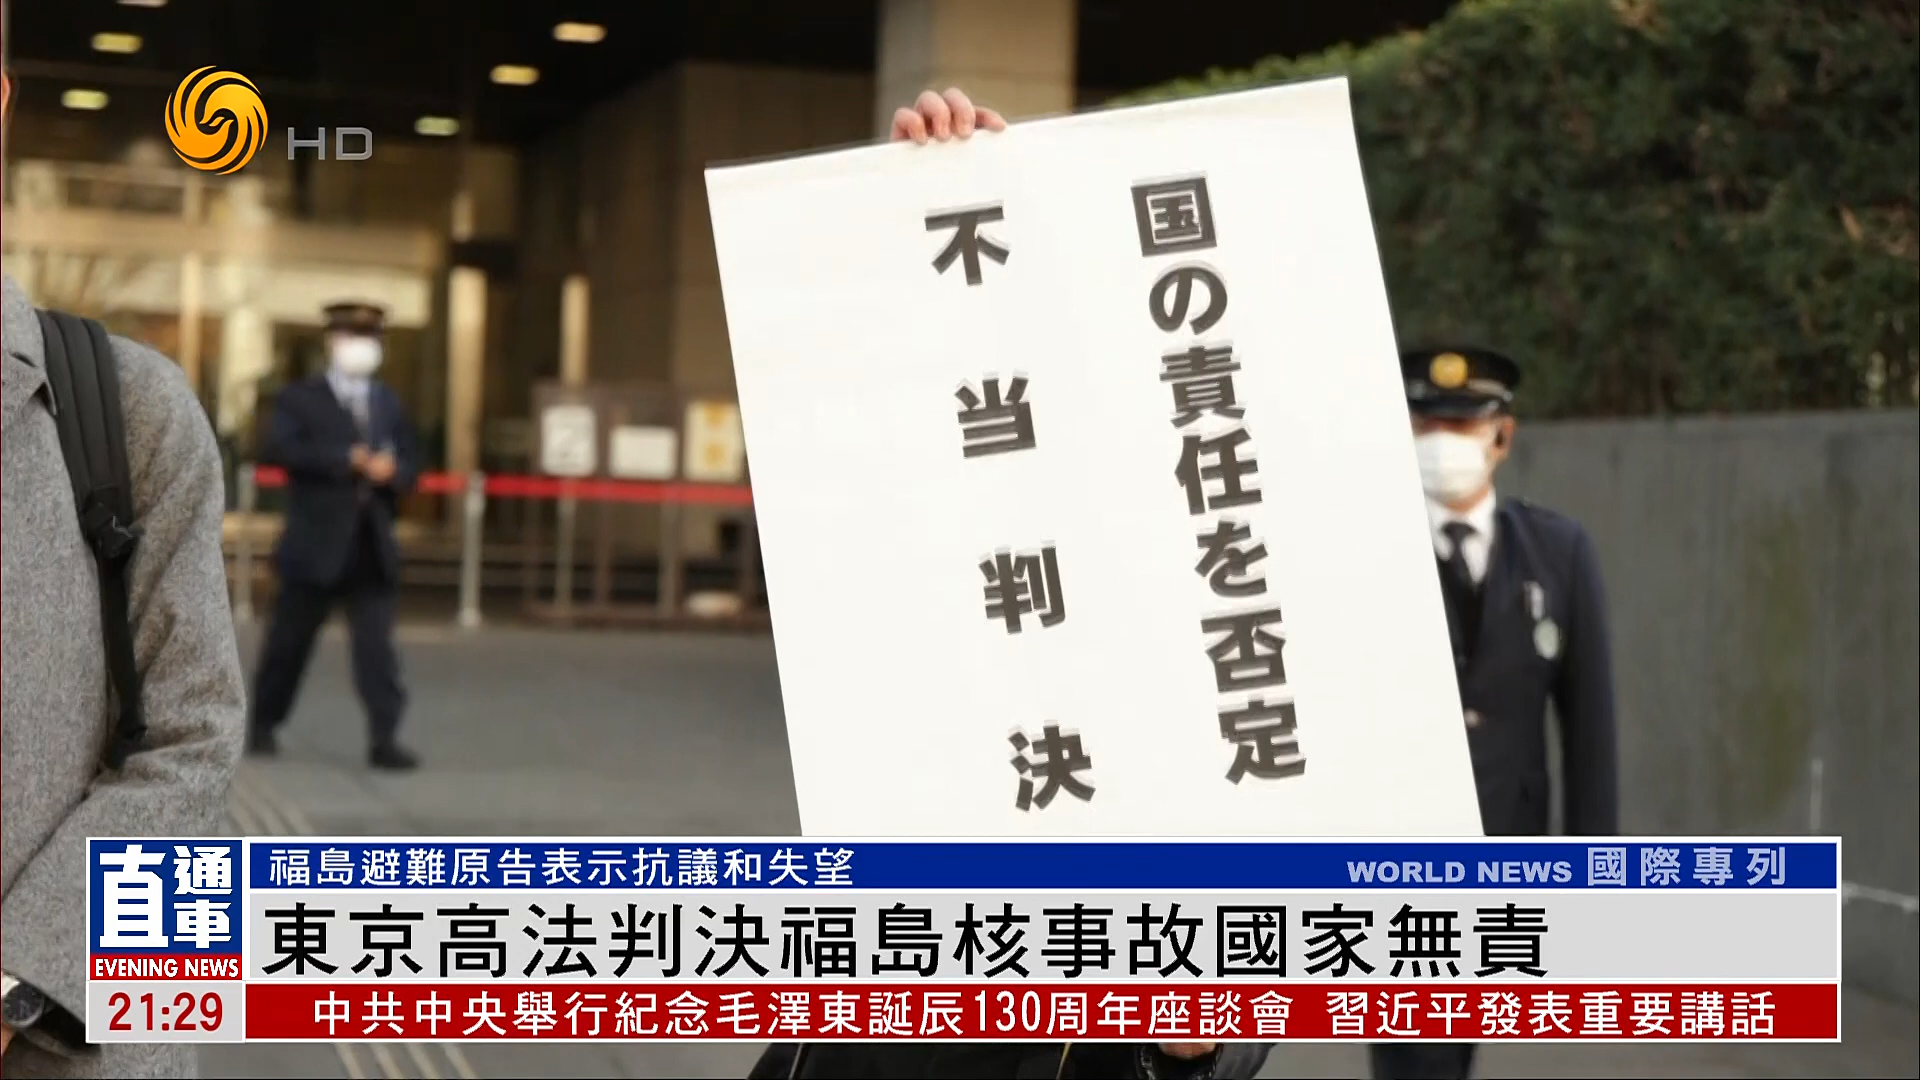 HD
国の責任を否定
不当判決
直通車
福島避難原告表示抗議和失望
WORLD NEWS 國際專列
東京高法判決福島核事故國家無責
EVENING NEWS
21:29
中共中央舉行紀念毛澤東誕辰130周年座談會 習近平發表重要講話